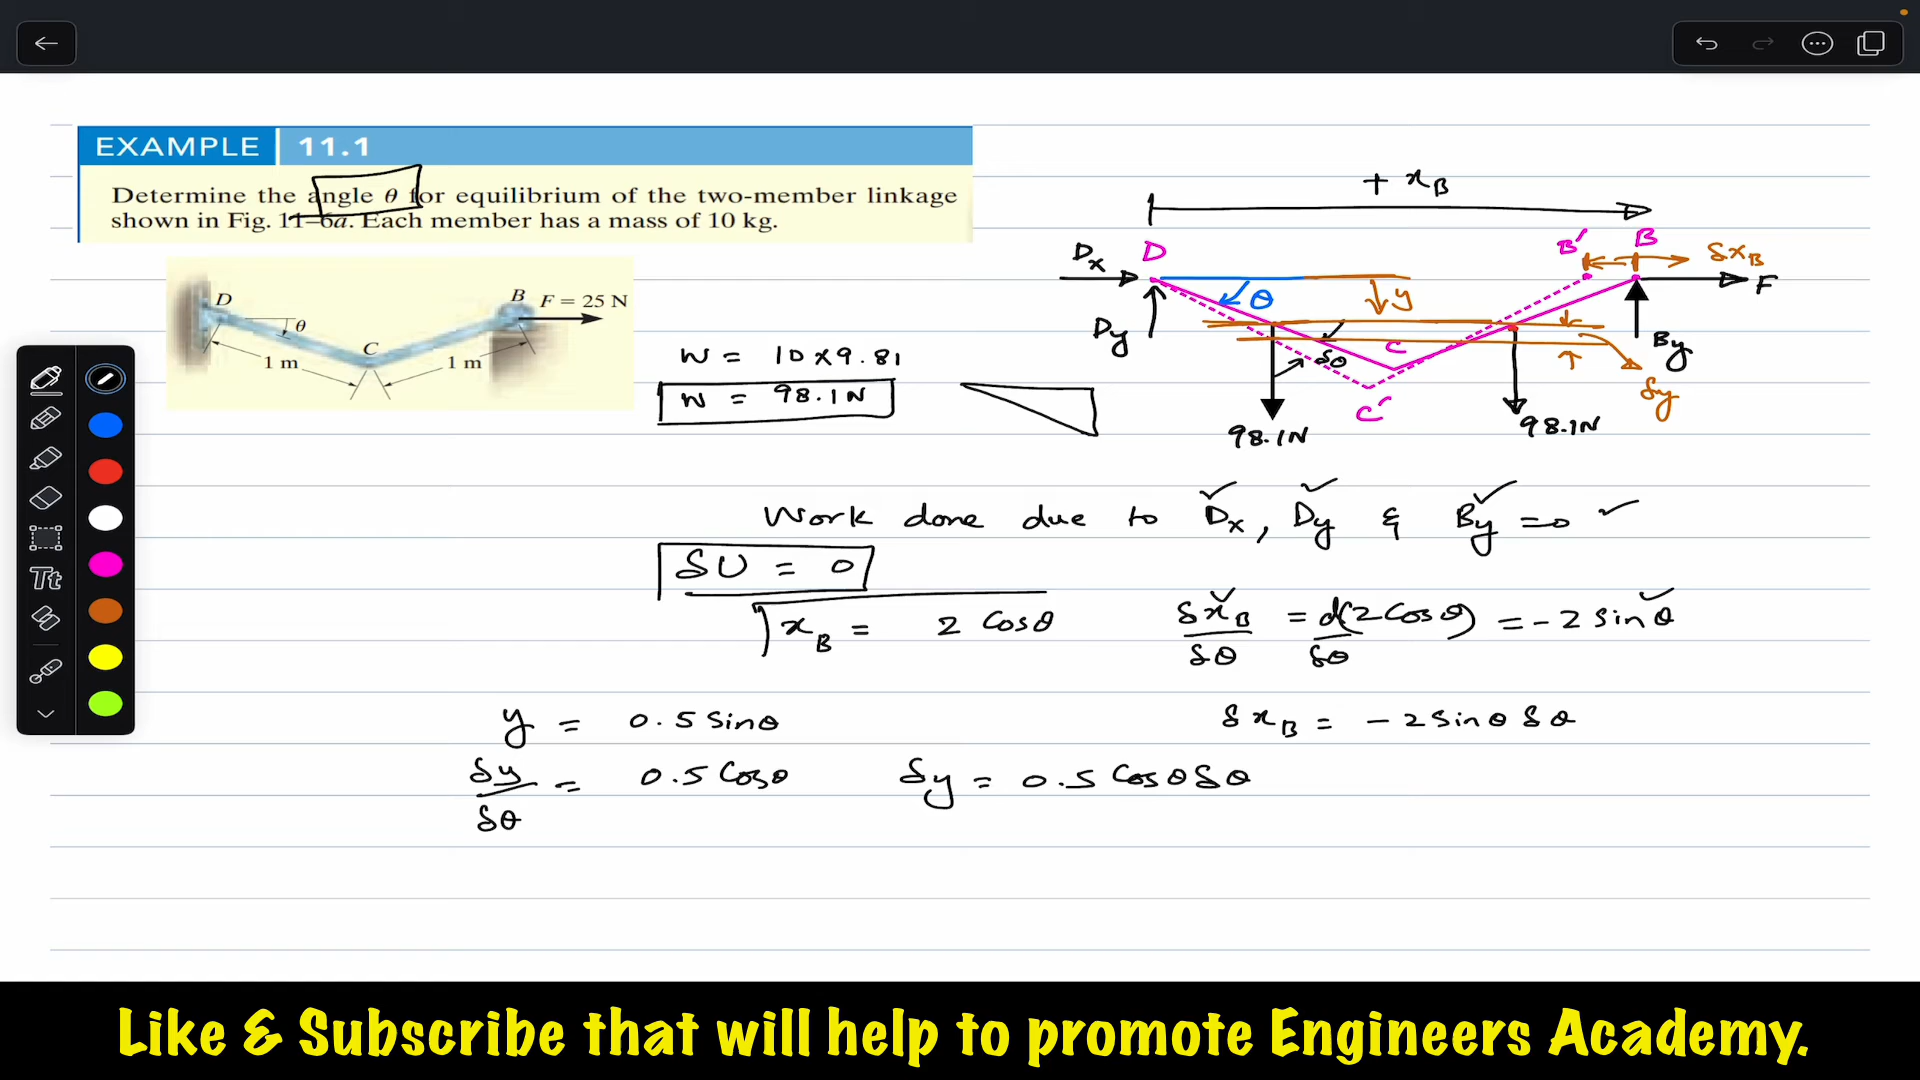 EXAMPLE 11.1
Determine the angle θ for equilibrium of the two-member linkage
shown in Fig. 11–6a. Each member has a mass of 10 kg.
D
B F = 25 N
θ
C
1 m 1 m
W = 10 x 9.81
W = 98.1N
+ xB
Dx D B' B δxB
F
θ y
Dy By
C δθ
δy
C'
98.1N 98.1N
Work done due to Dx, Dy & By = 0
δU = 0
xB = 2 Cosθ
δxB/δθ = d(2Cosθ)/δθ = -2 sinθ
y = 0.5 Sinθ
δxB = -2Sinθ δθ
δy/δθ = 0.5 Cosθ
δy = 0.5 Cosθ δθ
Tt
Like & Subscribe that will help to promote Engineers Academy.